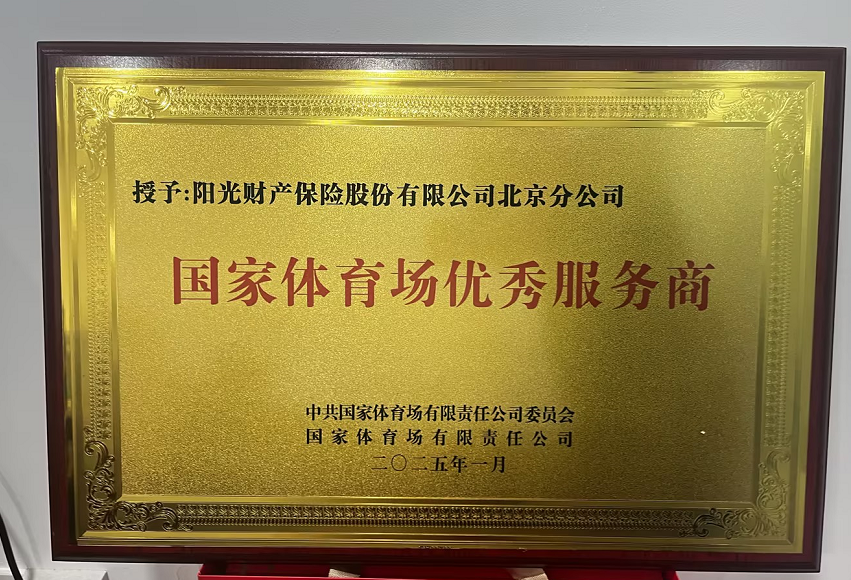 授予:阳光财产保险股份有限公司北京分公司
国家体育场优秀服务商
中共国家体育场有限责任公司委员会
国家体育场有限责任公司
二〇二五年一月